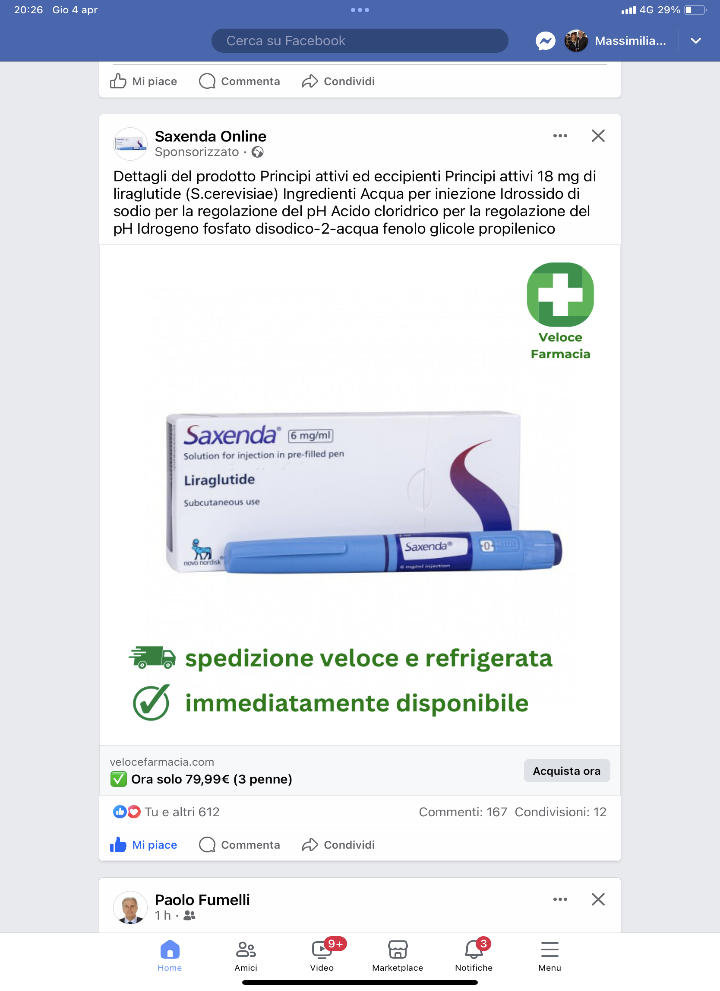 20:26 Gio 4 apr
4G 29%
Cerca su Facebook
Massimilia...
Mi piace Commenta Condividi
Saxenda Online
Sponsorizzato ·
Dettagli del prodotto Principi attivi ed eccipienti Principi attivi 18 mg di
liraglutide (S.cerevisiae) Ingredienti Acqua per iniezione Idrossido di
sodio per la regolazione del pH Acido cloridrico per la regolazione del
pH Idrogeno fosfato disodico-2-acqua fenolo glicole propilenico
Veloce
Farmacia
Saxenda® 6 mg/ml
Solution for injection in pre-filled pen
Liraglutide
Subcutaneous use
novo nordisk
Saxenda®
6 mg/ml injection
0
spedizione veloce e refrigerata
immediatamente disponibile
velocefarmacia.com
✅ Ora solo 79,99€ (3 penne)
Acquista ora
Tu e altri 612
Commenti: 167 Condivisioni: 12
Mi piace Commenta Condividi
Paolo Fumelli
1 h ·
9+
3
Home Amici Video Marketplace Notifiche Menu